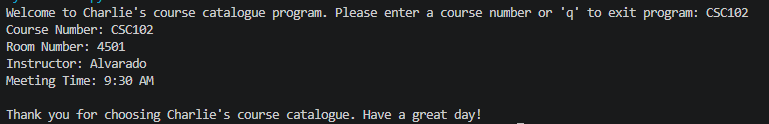 Welcome to Charlie's course catalogue program. Please enter a course number or 'q' to exit program: CSC102
Course Number: CSC102
Room Number: 4501
Instructor: Alvarado
Meeting Time: 9:30 AM
Thank you for choosing Charlie's course catalogue. Have a great day!